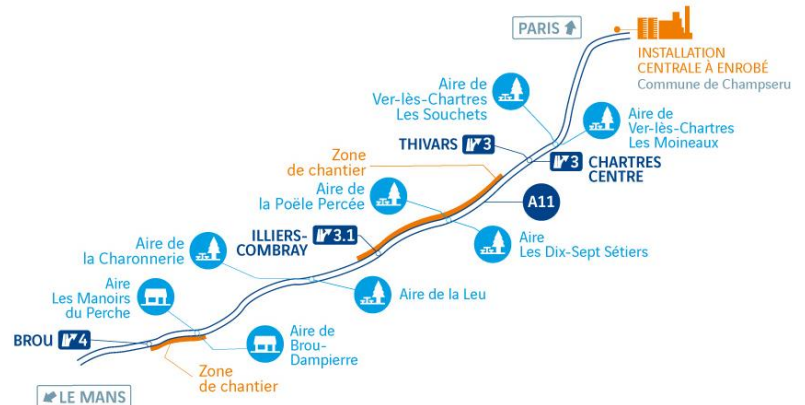 PARIS
INSTALLATION
CENTRALE À ENROBÉ
Commune de Champseru
Aire de
Ver-lès-Chartres
Les Souchets
Aire de
Ver-lès-Chartres
Les Moineaux
THIVARS 3
3 CHARTRES
CENTRE
Zone
de chantier
Aire de
la Poële Percée
A11
ILLIERS-
COMBRAY
3.1
Aire
Les Dix-Sept Sétiers
Aire de
la Charonnerie
Aire de la Leu
Aire
Les Manoirs
du Perche
BROU 4
Aire de
Brou-
Dampierre
Zone
de chantier
LE MANS